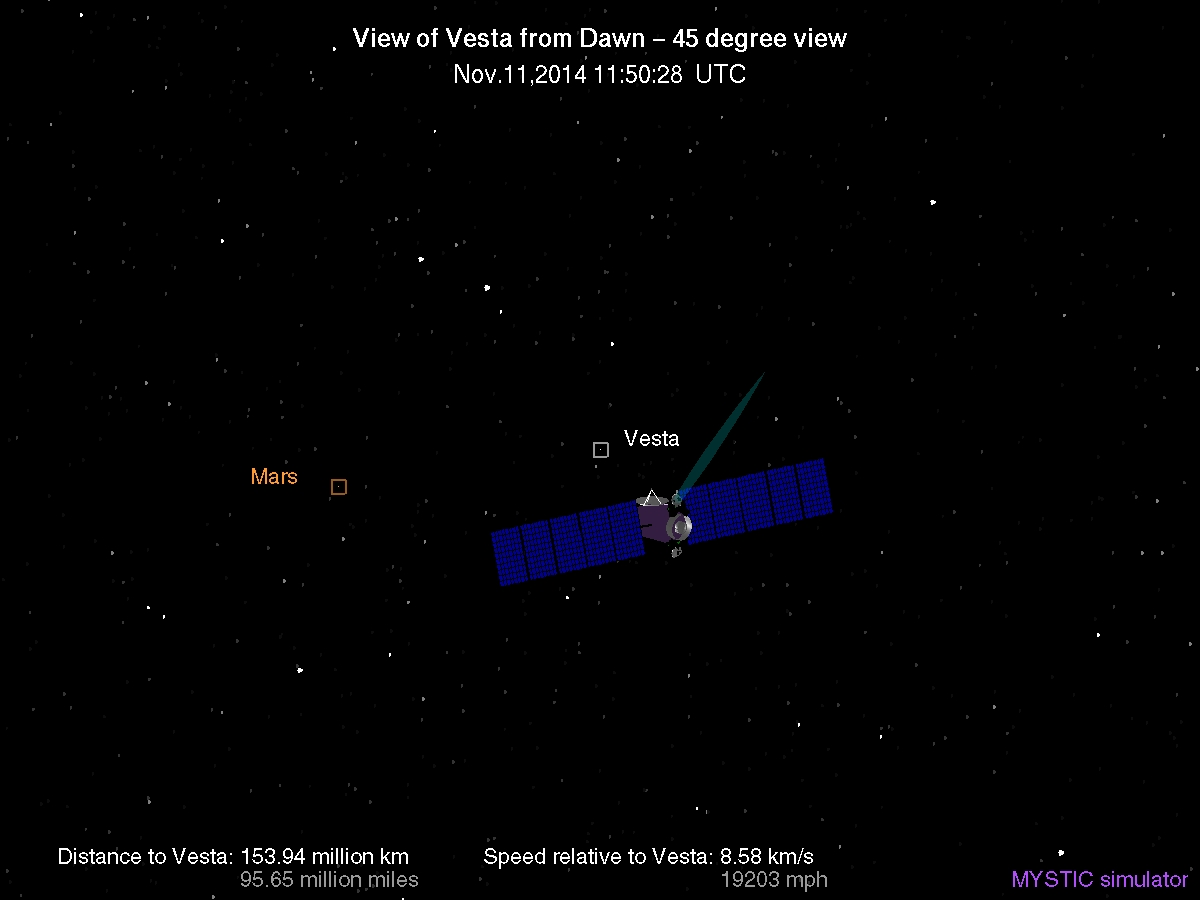 View of Vesta from Dawn – 45 degree view
Nov.11,2014 11:50:28 UTC
Vesta
Mars
Distance to Vesta: 153.94 million km
95.65 million miles
Speed relative to Vesta: 8.58 km/s
19203 mph
MYSTIC simulator